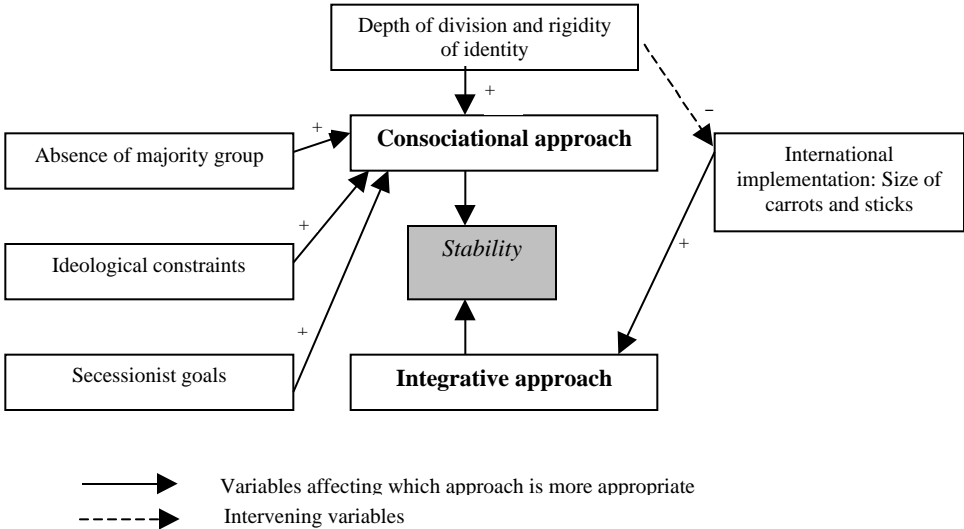 Depth of division and rigidity
of identity
+
–
+
Consociational approach
Absence of majority group
International
implementation: Size of
carrots and sticks
+
Stability
+
Ideological constraints
+
Secessionist goals
Integrative approach
Variables affecting which approach is more appropriate
Intervening variables